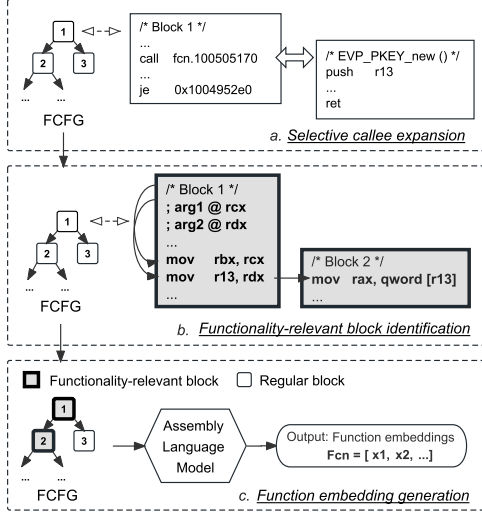 1
2
3
...
...
FCFG
/* Block 1 */
...
call fcn.100505170
...
je 0x1004952e0
/* EVP_PKEY_new () */
push r13
...
ret
a. Selective callee expansion
1
2
3
...
...
FCFG
/* Block 1 */
; arg1 @ rcx
; arg2 @ rdx
...
mov rbx, rcx
mov r13, rdx
...
/* Block 2 */
mov rax, qword [r13]
...
b. Functionality-relevant block identification
Functionality-relevant block
Regular block
1
2
3
...
...
FCFG
Assembly
Language
Model
Output: Function embeddings
Fcn = [ x1, x2, ...]
c. Function embedding generation